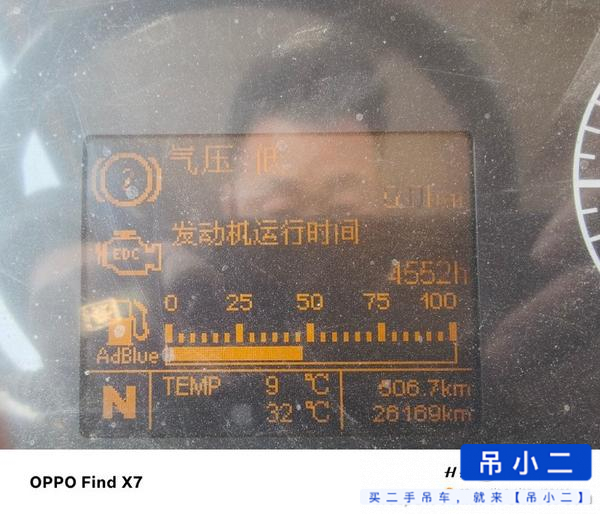 气压 低
发动机运行时间
4552h
EDC
0 25 50 75 100
AdBlue
N
TEMP 9 ℃ 506.7km
32 ℃ 26169km
OPPO Find X7
H
吊小二
买二手吊车，就来【吊小二】